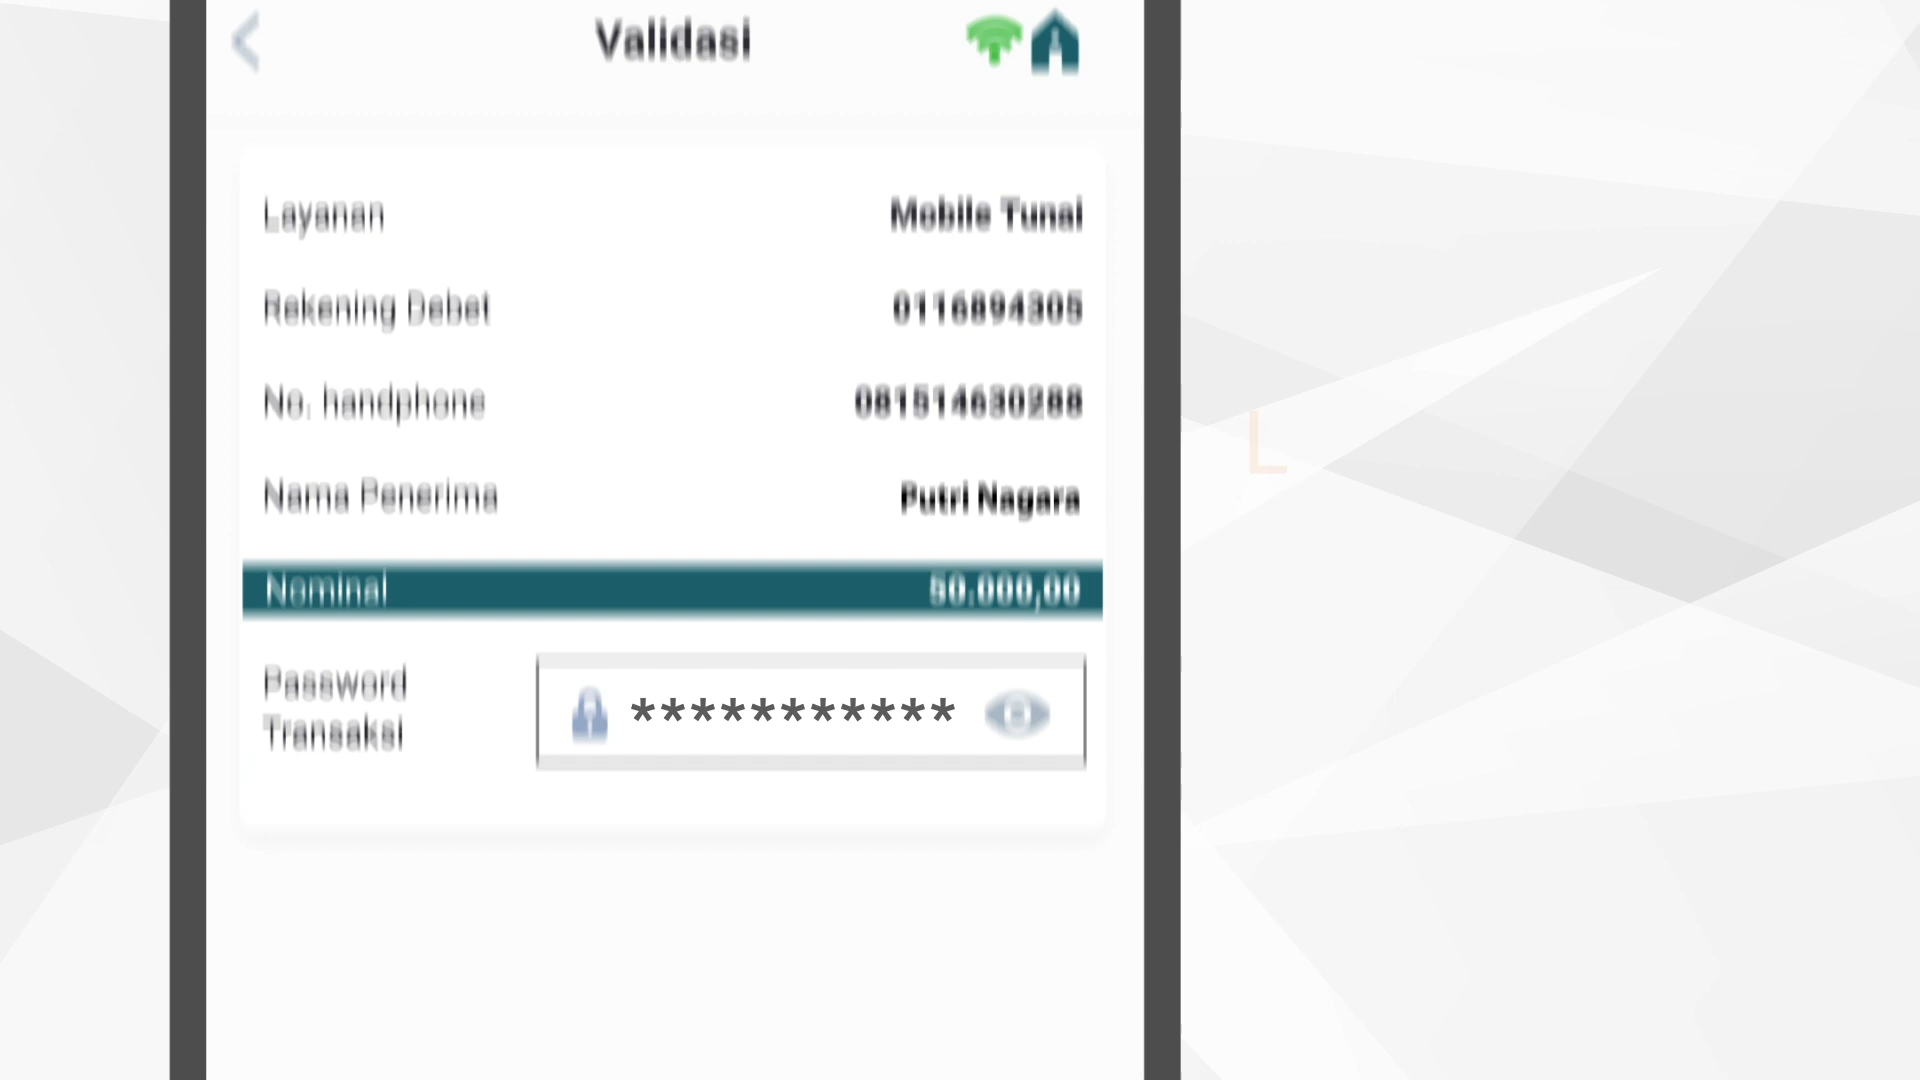 Validasi
Layanan Mobile Tunai
Rekening Debet 0116894305
No. handphone 081514630288
Nama Penerima Putri Nagara
Nominal 50.000,00
Password Transaksi ***********
L